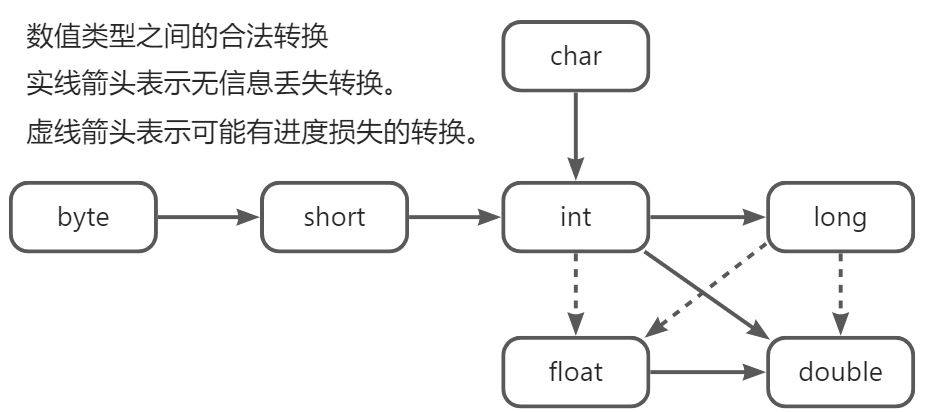 数值类型之间的合法转换
实线箭头表示无信息丢失转换。
虚线箭头表示可能有进度损失的转换。
char
byte
short
int
long
float
double